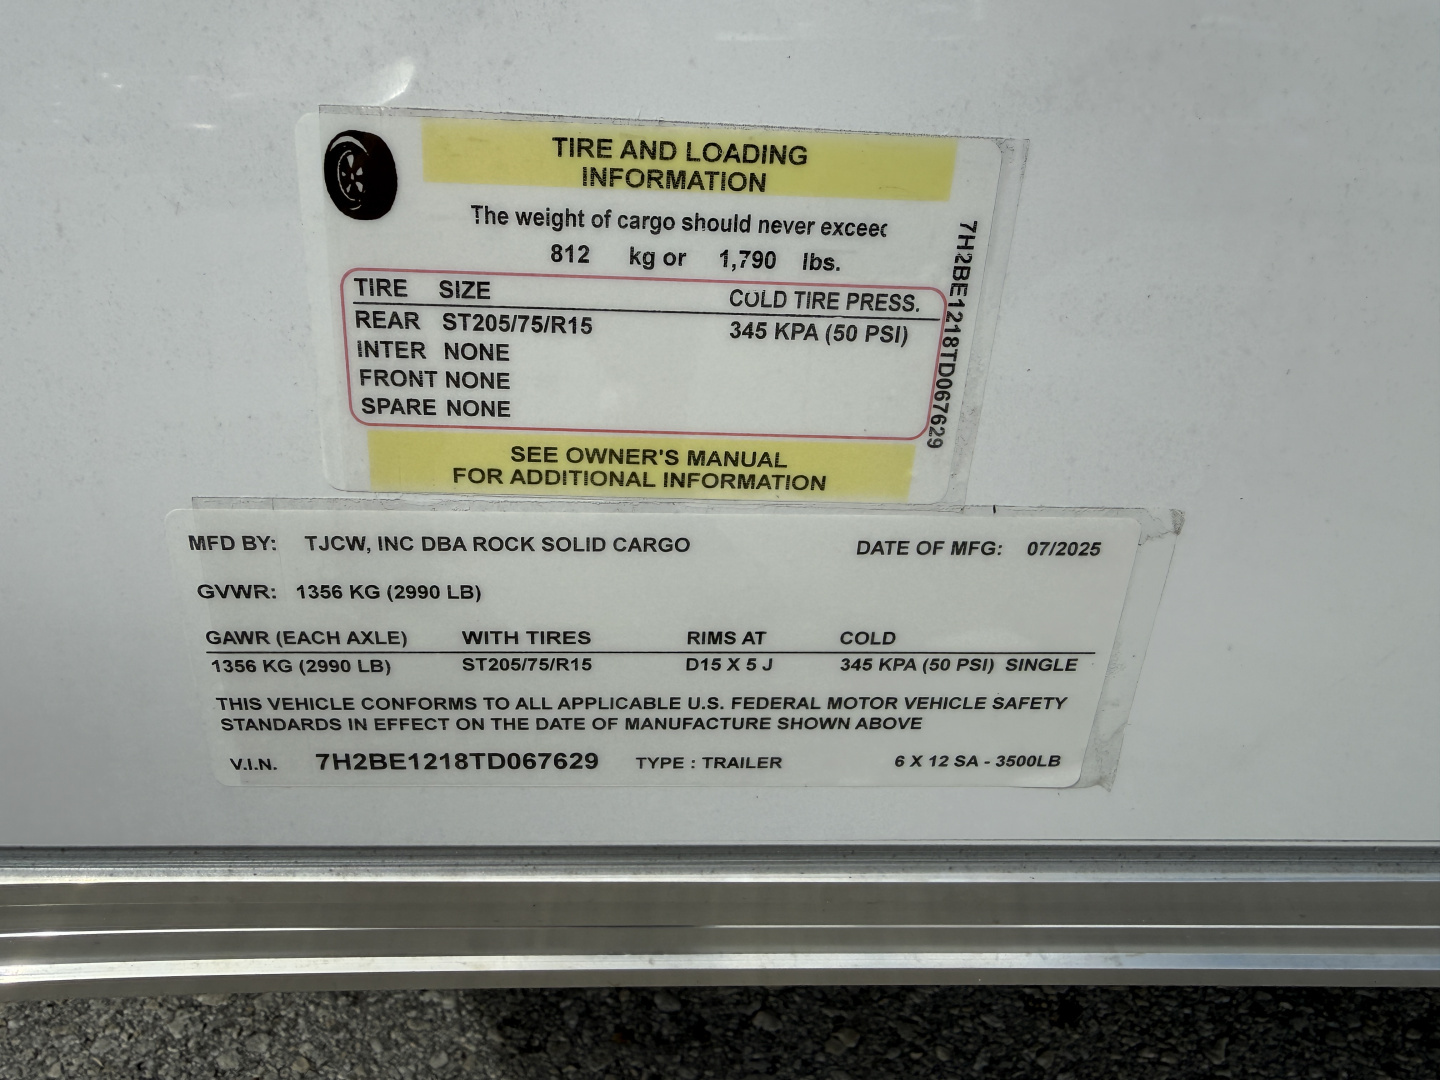 TIRE AND LOADING
INFORMATION
The weight of cargo should never exceed
812 kg or 1,790 lbs.
TIRE SIZE COLD TIRE PRESS.
REAR ST205/75/R15 345 KPA (50 PSI)
INTER NONE
FRONT NONE
SPARE NONE
SEE OWNER'S MANUAL
FOR ADDITIONAL INFORMATION
7H2BE1218TD067629
MFD BY: TJCW, INC DBA ROCK SOLID CARGO DATE OF MFG: 07/2025
GVWR: 1356 KG (2990 LB)
GAWR (EACH AXLE) WITH TIRES RIMS AT COLD
1356 KG (2990 LB) ST205/75/R15 D15 X 5 J 345 KPA (50 PSI) SINGLE
THIS VEHICLE CONFORMS TO ALL APPLICABLE U.S. FEDERAL MOTOR VEHICLE SAFETY
STANDARDS IN EFFECT ON THE DATE OF MANUFACTURE SHOWN ABOVE
V.I.N. 7H2BE1218TD067629 TYPE : TRAILER 6 X 12 SA - 3500LB